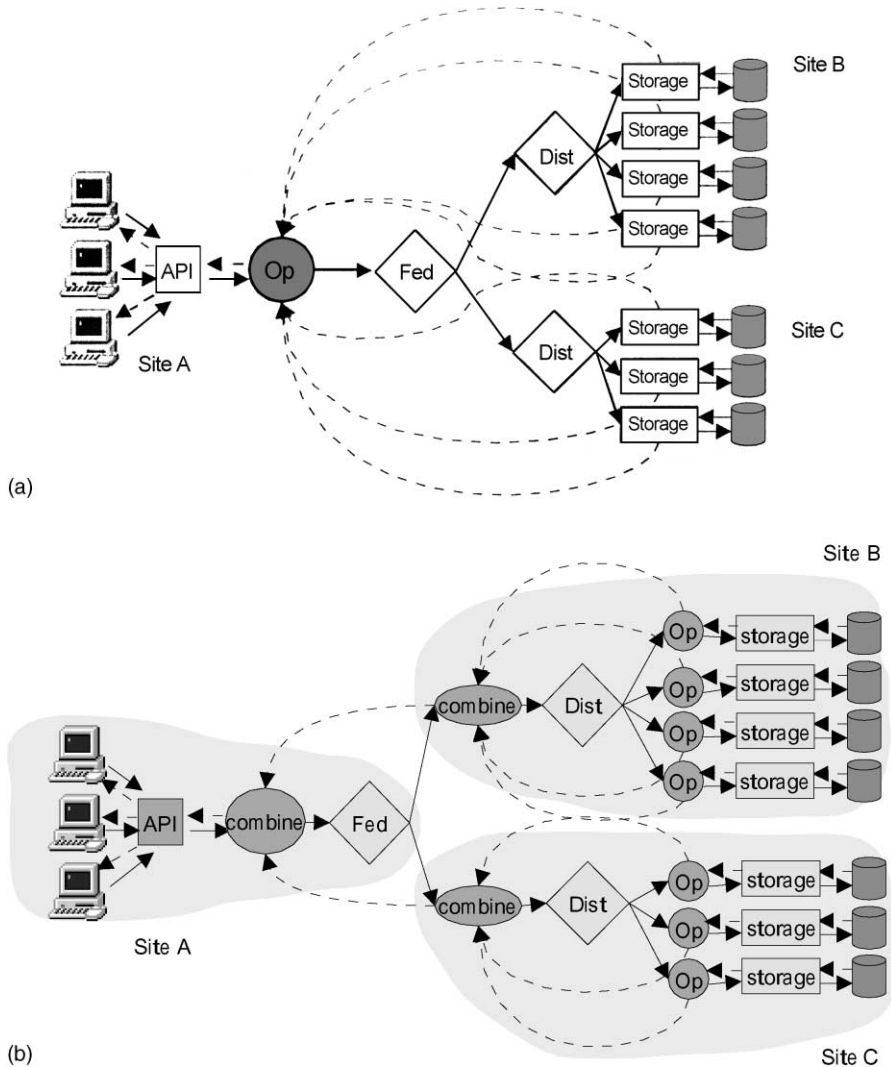 Site B
Storage
Storage
Dist
Storage
Storage
API
Op
Fed
Site A
Storage
Site C
Dist
Storage
Storage
(a)
Site B
Op
storage
Op
storage
combine
Dist
Op
storage
Op
storage
API
combine
Fed
Site A
Op
storage
combine
Dist
Op
storage
Op
storage
Site C
(b)